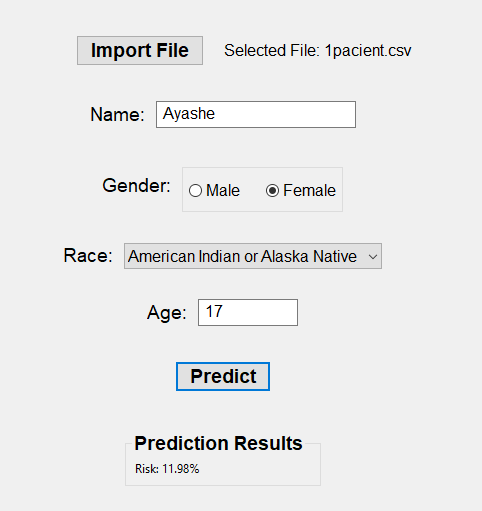 Import File Selected File: 1pacient.csv
Name: Ayashe
Gender: Male Female
Race: American Indian or Alaska Native
Age: 17
Predict
Prediction Results
Risk: 11.98%